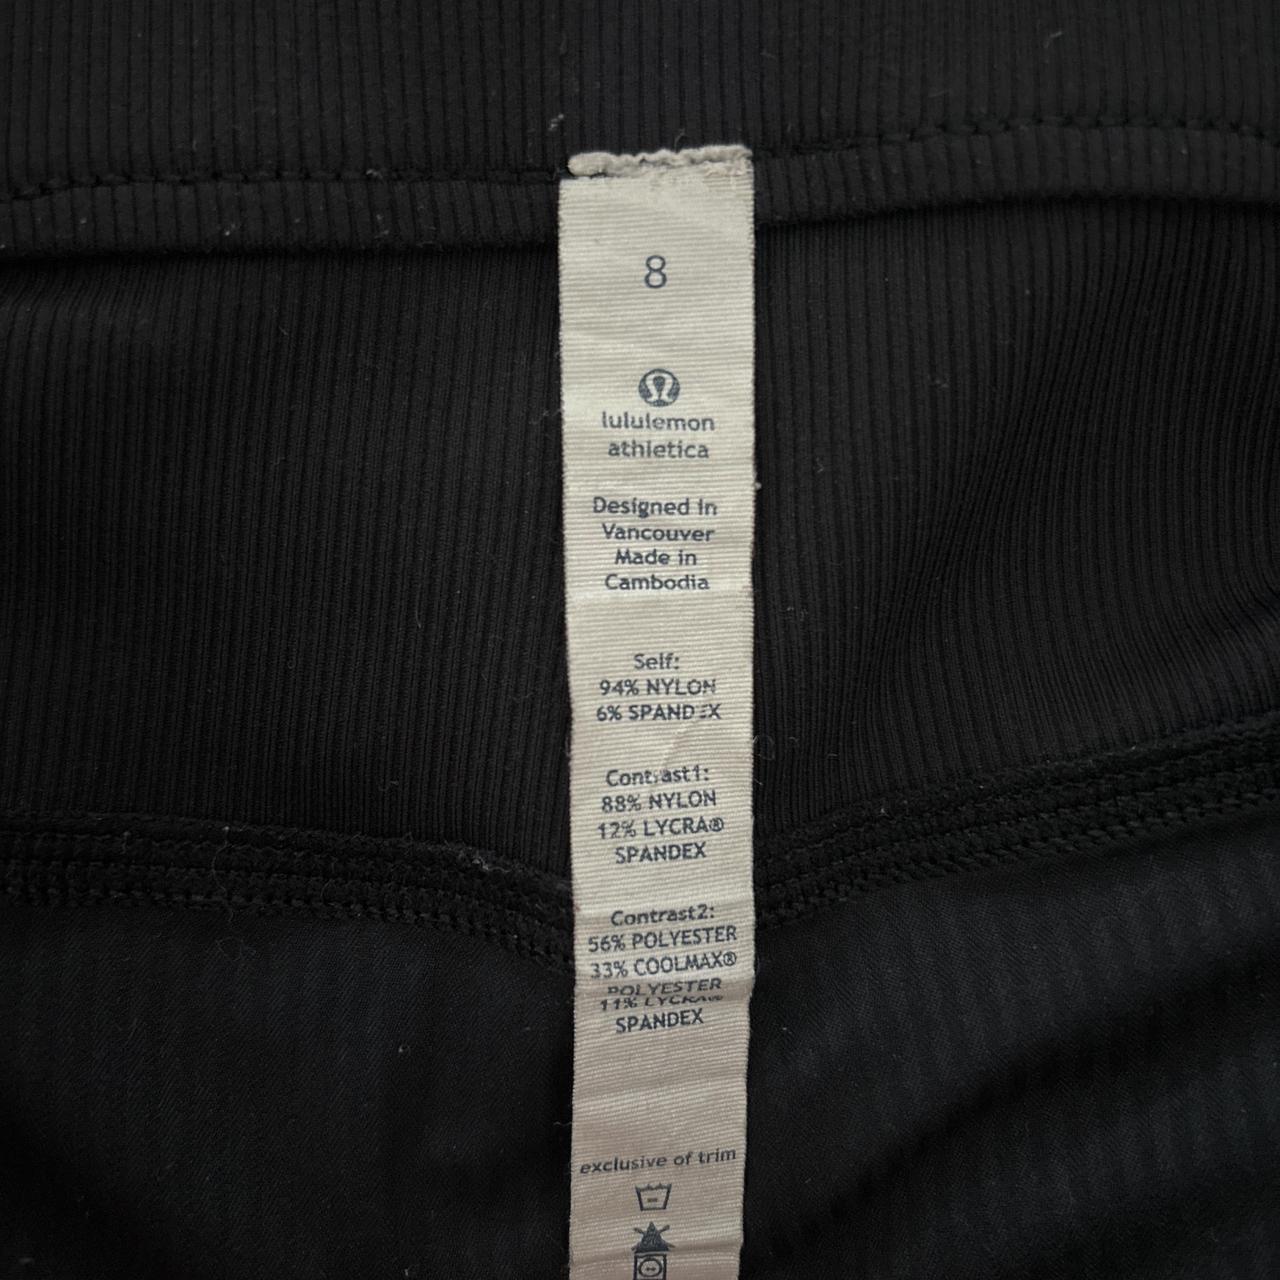 8
lululemon
athletica
Designed in
Vancouver
Made in
Cambodia
Self:
94% NYLON
6% SPANDEX
Contrast1:
88% NYLON
12% LYCRA®
SPANDEX
Contrast2:
56% POLYESTER
33% COOLMAX®
POLYESTER
11% LYCRA®
SPANDEX
exclusive of trim